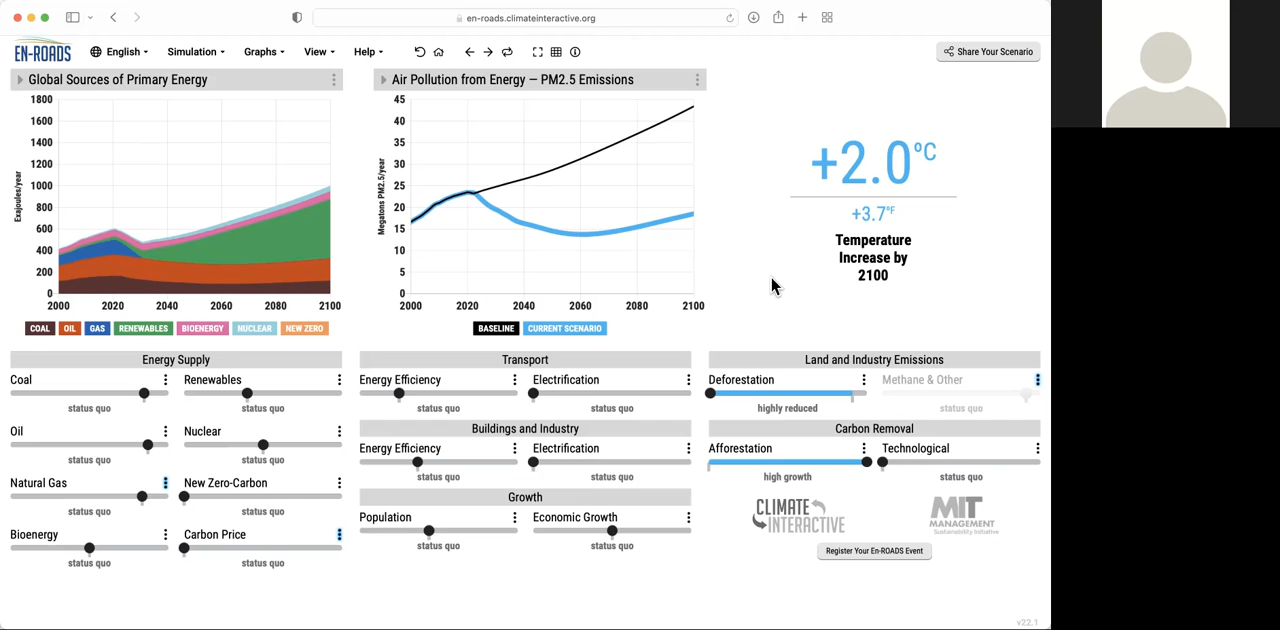 en-roads.climateinteractive.org
EN-ROADS
English
Simulation
Graphs
View
Help
Share Your Scenario
Global Sources of Primary Energy
1800
1600
1400
1200
1000
800
600
400
200
0
Exajoules/year
2000 2020 2040 2060 2080 2100
COAL OIL GAS RENEWABLES BIOENERGY NUCLEAR NEW ZERO
Air Pollution from Energy — PM2.5 Emissions
45
40
35
30
25
20
15
10
5
0
Megatons PM2.5/year
2000 2020 2040 2060 2080 2100
BASELINE CURRENT SCENARIO
+2.0 ºC
+3.7 °F
Temperature
Increase by
2100
Energy Supply
Coal
status quo
Renewables
status quo
Oil
status quo
Nuclear
status quo
Natural Gas
status quo
New Zero-Carbon
status quo
Bioenergy
status quo
Carbon Price
status quo
Transport
Energy Efficiency
status quo
Electrification
status quo
Buildings and Industry
Energy Efficiency
status quo
Electrification
status quo
Growth
Population
status quo
Economic Growth
status quo
Land and Industry Emissions
Deforestation
highly reduced
Methane & Other
status quo
Carbon Removal
Afforestation
high growth
Technological
status quo
CLIMATE
INTERACTIVE
MIT
MANAGEMENT
Sustainability Initiative
Register Your En-ROADS Event
v22.1